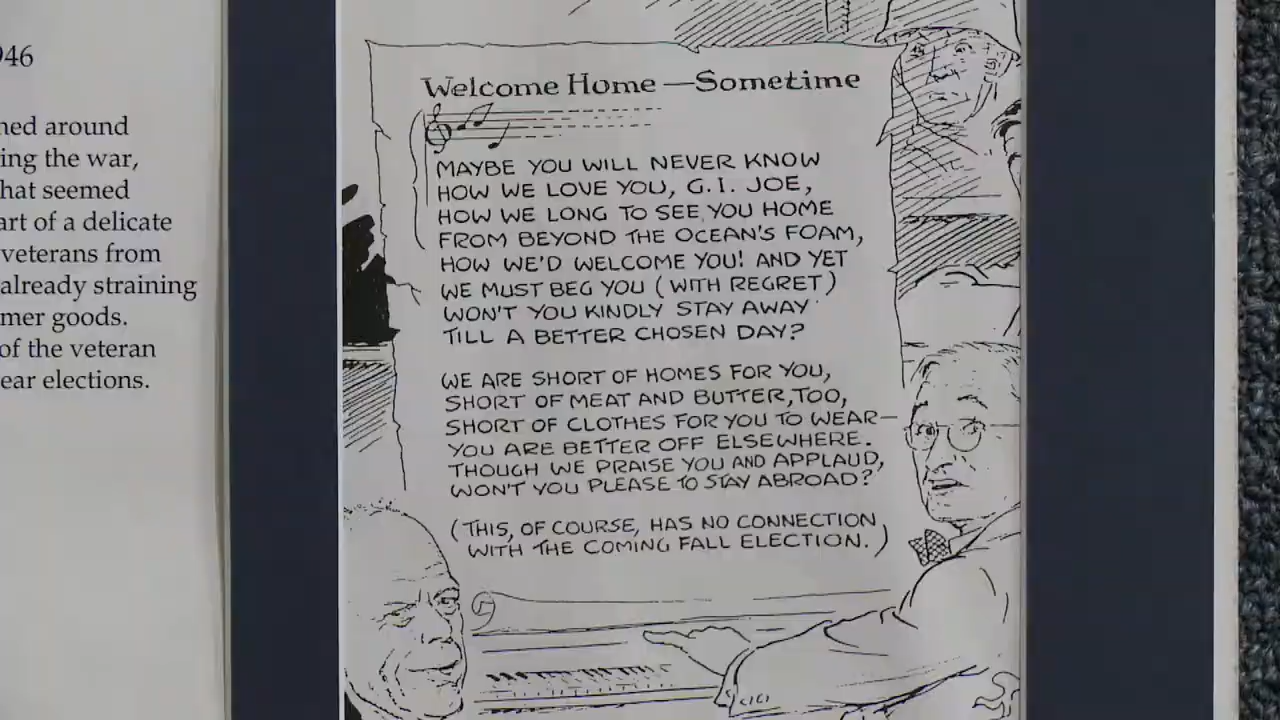 946
ned around
ing the war,
hat seemed
art of a delicate
veterans from
already straining
mer goods.
of the veteran
ear elections.
Welcome Home—Sometime
MAYBE YOU WILL NEVER KNOW
HOW WE LOVE YOU, G.I. JOE,
HOW WE LONG TO SEE YOU HOME
FROM BEYOND THE OCEAN'S FOAM,
HOW WE'D WELCOME YOU! AND YET
WE MUST BEG YOU (WITH REGRET)
WON'T YOU KINDLY STAY AWAY
TILL A BETTER CHOSEN DAY?
WE ARE SHORT OF HOMES FOR YOU,
SHORT OF MEAT AND BUTTER, TOO,
SHORT OF CLOTHES FOR YOU TO WEAR—
YOU ARE BETTER OFF ELSEWHERE.
THOUGH WE PRAISE YOU AND APPLAUD,
WON'T YOU PLEASE TO STAY ABROAD?
(THIS, OF COURSE, HAS NO CONNECTION
WITH THE COMING FALL ELECTION.)